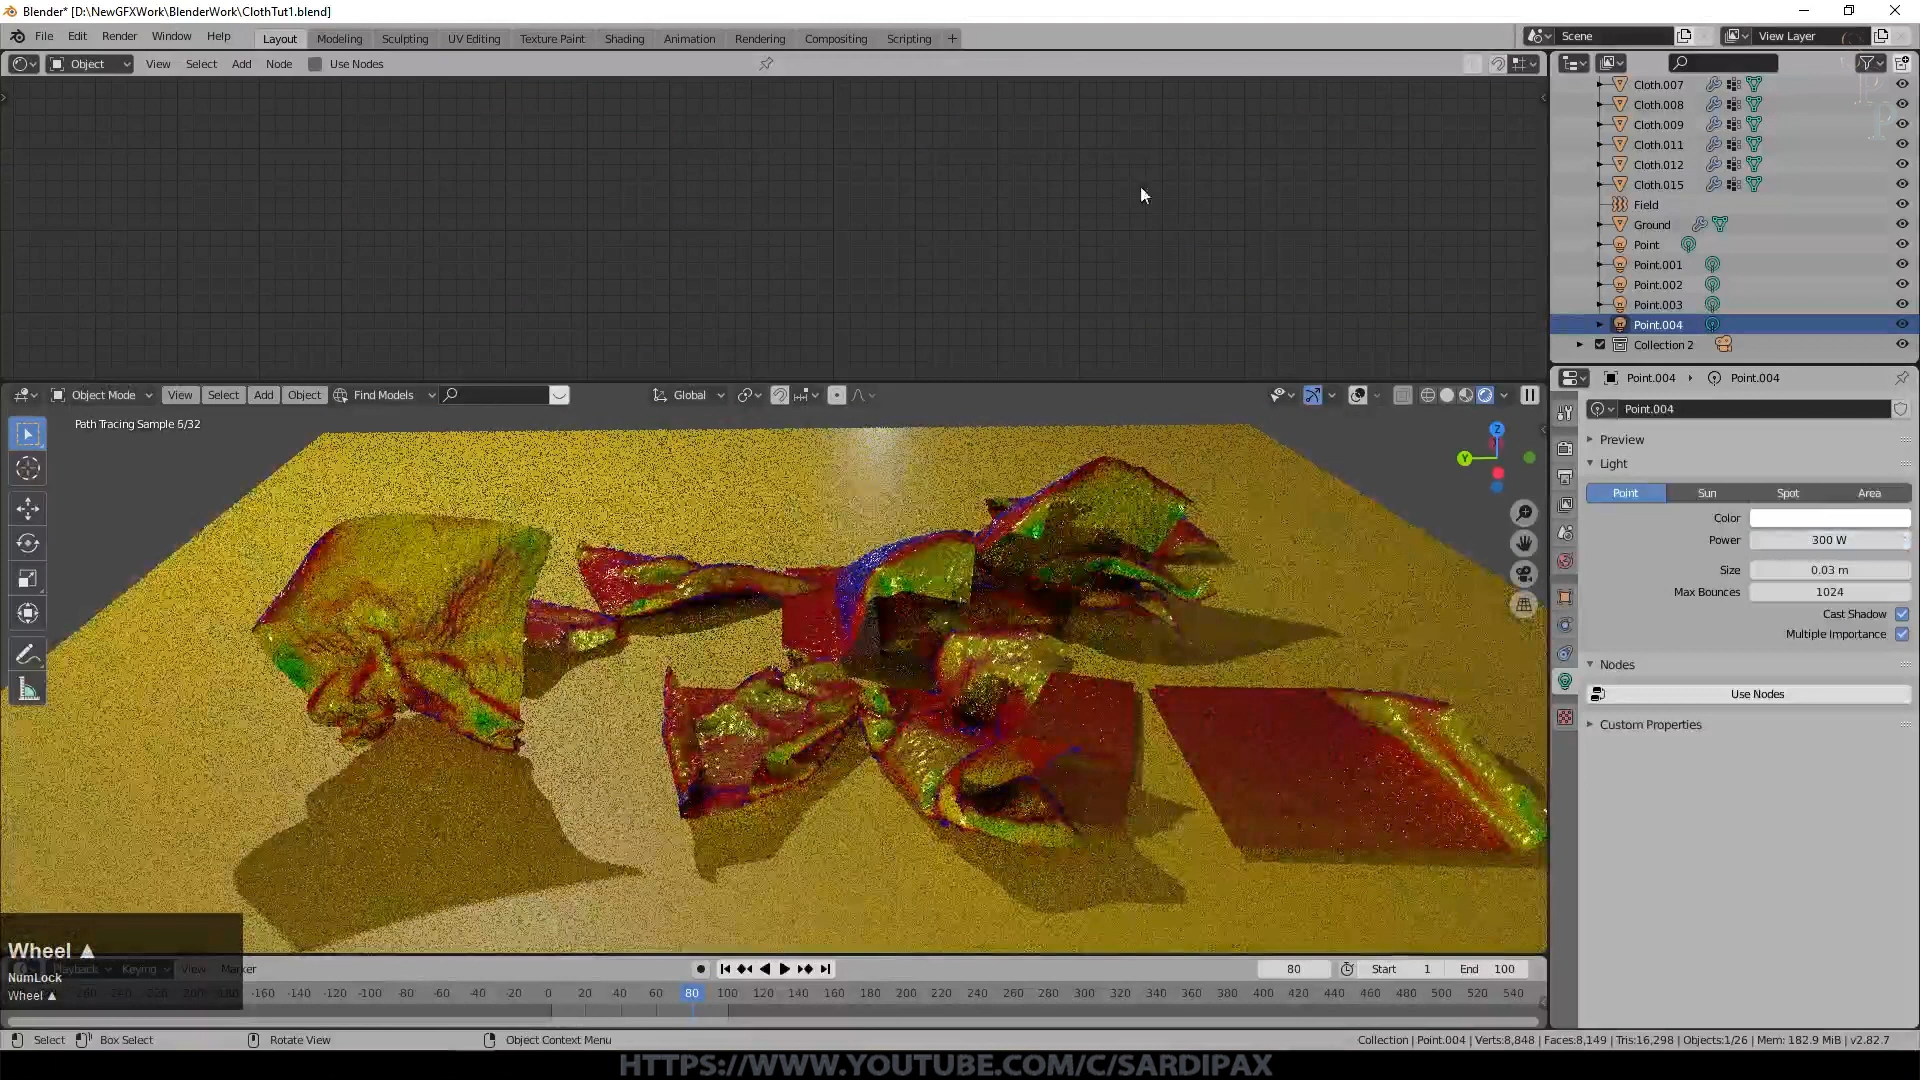 Blender* [D:\NewGFXWork\BlenderWork\ClothTut1.blend]
File Edit Render Window Help Layout Modeling Sculpting UV Editing Texture Paint Shading Animation Rendering Compositing Scripting + Scene View Layer
Object View Select Add Node Use Nodes
Cloth.007
Cloth.008
Cloth.009
Cloth.011
Cloth.012
Cloth.015
Field
Ground
Point
Point.001
Point.002
Point.003
Point.004
Collection 2
Object Mode View Select Add Object Find Models Global
Path Tracing Sample 6/32
Z
Y
Point.004 Point.004
Point.004
Preview
Light
Point Sun Spot Area
Color
Power 300 W
Size 0.03 m
Max Bounces 1024
Cast Shadow
Multiple Importance
Nodes
Use Nodes
Custom Properties
Wheel ▲
NumLock
Wheel ▲
Playback Keying View Marker 80 Start 1 End 100
-260 -240 -220 -200 -180 -160 -140 -120 -100 -80 -60 -40 -20 0 20 40 60 80 100 120 140 160 180 200 220 240 260 280 300 320 340 360 380 400 420 440 460 480 500 520 540
Select Box Select Rotate View Object Context Menu Collection | Point.004 | Verts:8,848 | Faces:8,149 | Tris:16,298 | Objects:1/26 | Mem: 182.9 MiB | v2.82.7
HTTPS://WWW.YOUTUBE.COM/C/SARDIPAX